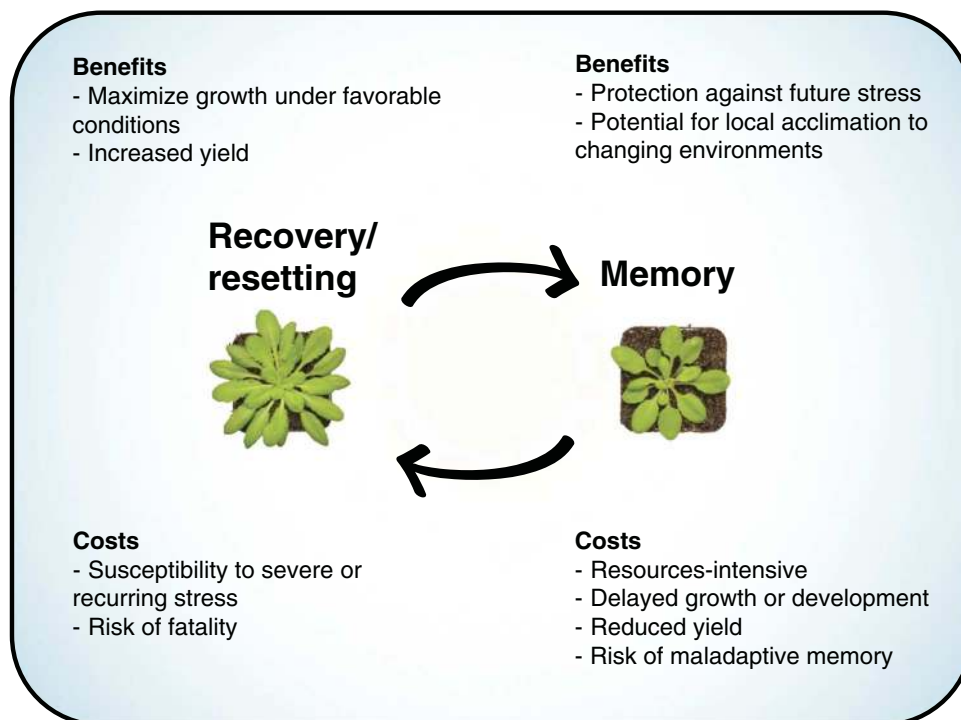 Benefits
- Maximize growth under favorable
conditions
- Increased yield
Benefits
- Protection against future stress
- Potential for local acclimation to
changing environments
Recovery/
resetting
Memory
Costs
- Susceptibility to severe or
recurring stress
- Risk of fatality
Costs
- Resources-intensive
- Delayed growth or development
- Reduced yield
- Risk of maladaptive memory